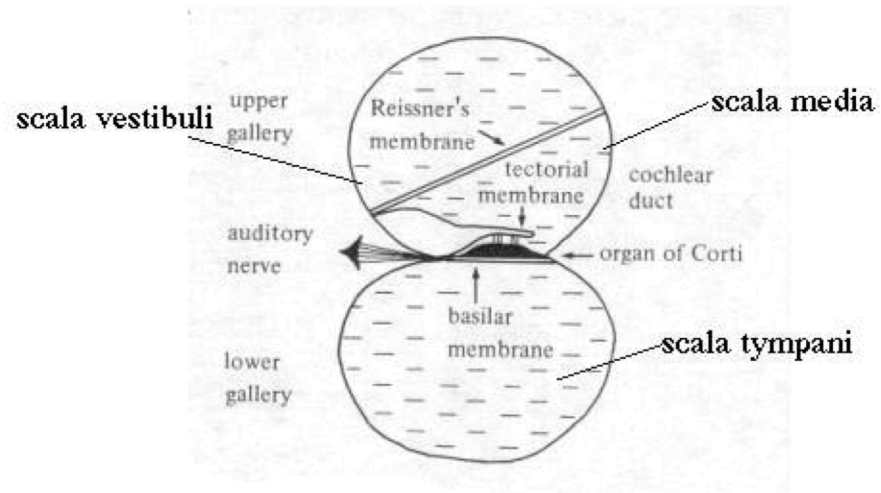 upper
gallery
scala vestibuli
Reissner's
membrane
scala media
tectorial
membrane
cochlear
duct
auditory
nerve
organ of Corti
basilar
membrane
scala tympani
lower
gallery